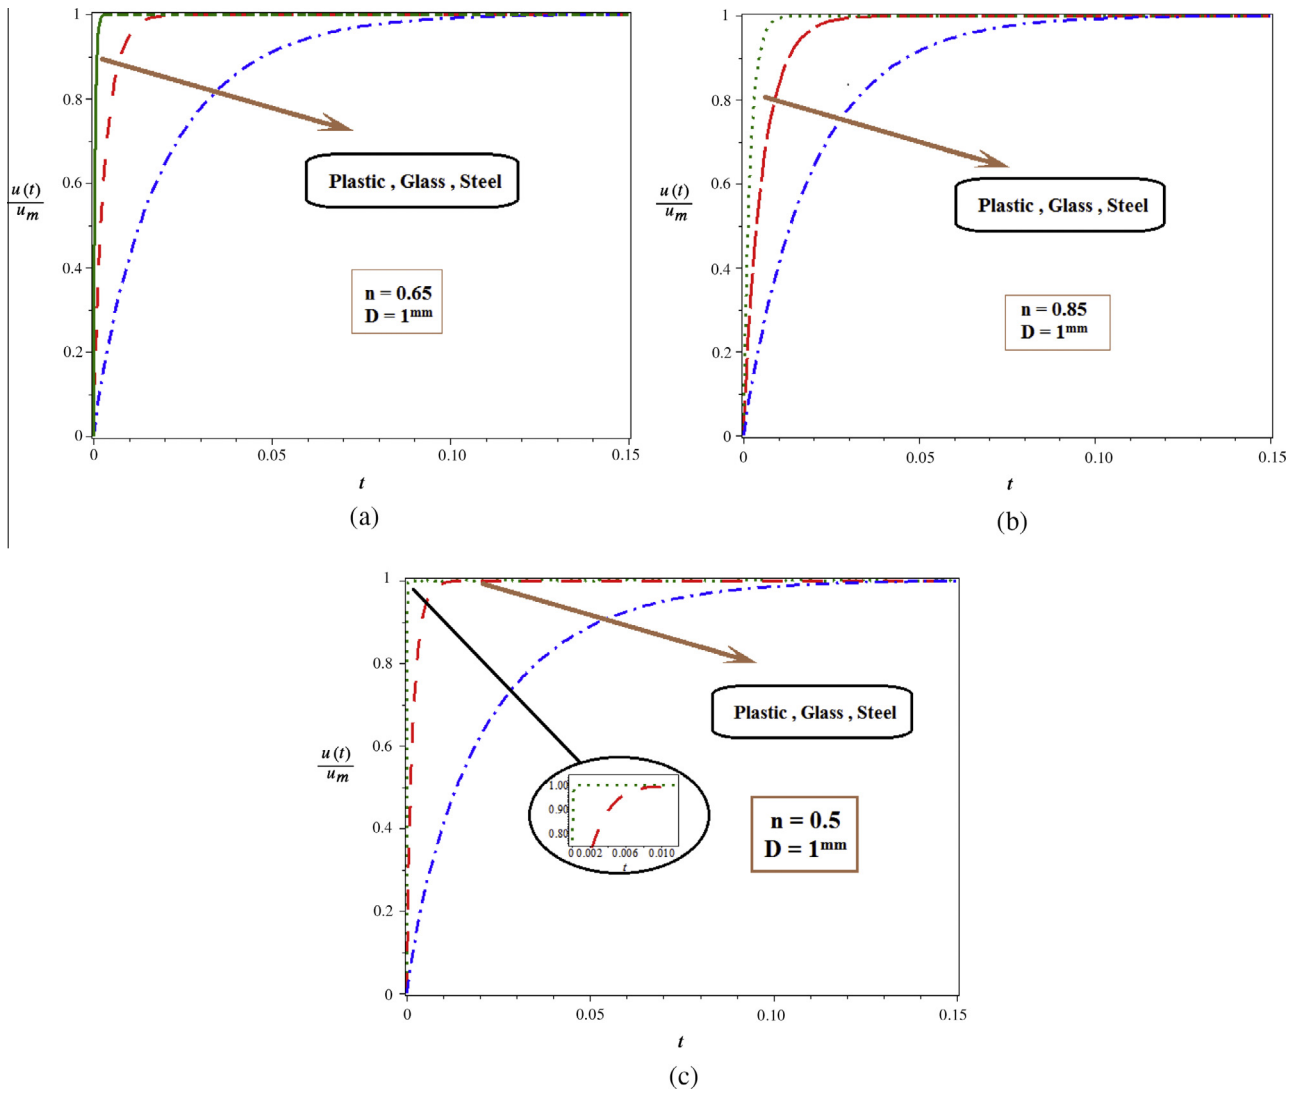 1
0.8
0.6
0.4
0.2
0
u(t)
u_m
Plastic , Glass , Steel
n = 0.65
D = 1^mm
0 0.05 0.10 0.15
t
(a)
1
0.8
0.6
0.4
0.2
0
u(t)
u_m
Plastic , Glass , Steel
n = 0.85
D = 1^mm
0 0.05 0.10 0.15
t
(b)
1
0.8
0.6
0.4
0.2
0
u(t)
u_m
Plastic , Glass , Steel
1.00
0.90
0.80
0 0.002 0.006 0.010
t
n = 0.5
D = 1^mm
0 0.05 0.10 0.15
t
(c)